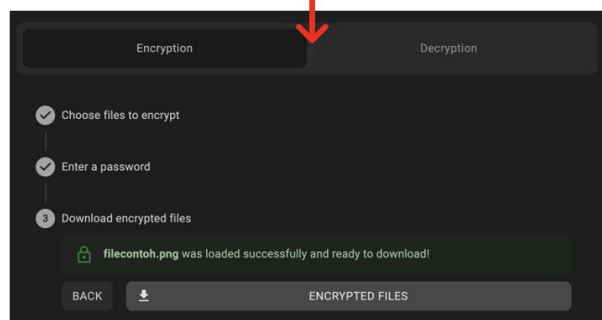 Encryption
Decryption
Choose files to encrypt
Enter a password
3
Download encrypted files
filecontoh.png was loaded successfully and ready to download!
BACK
ENCRYPTED FILES